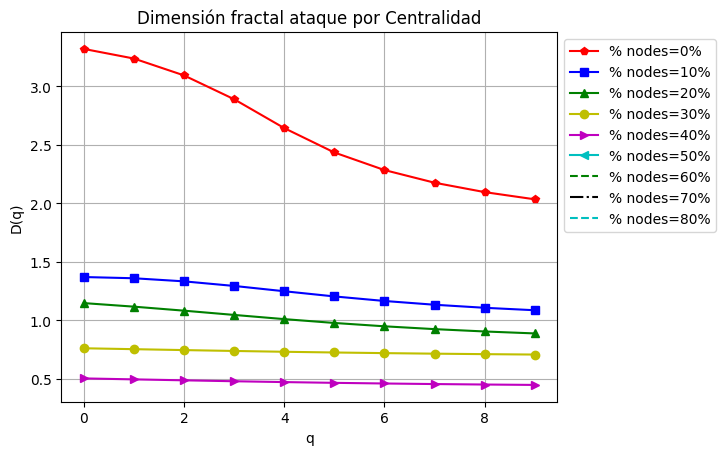 Dimensión fractal ataque por Centralidad
D(q)
3.0
2.5
2.0
1.5
1.0
0.5
0 2 4 6 8
q
% nodes=0%
% nodes=10%
% nodes=20%
% nodes=30%
% nodes=40%
% nodes=50%
% nodes=60%
% nodes=70%
% nodes=80%